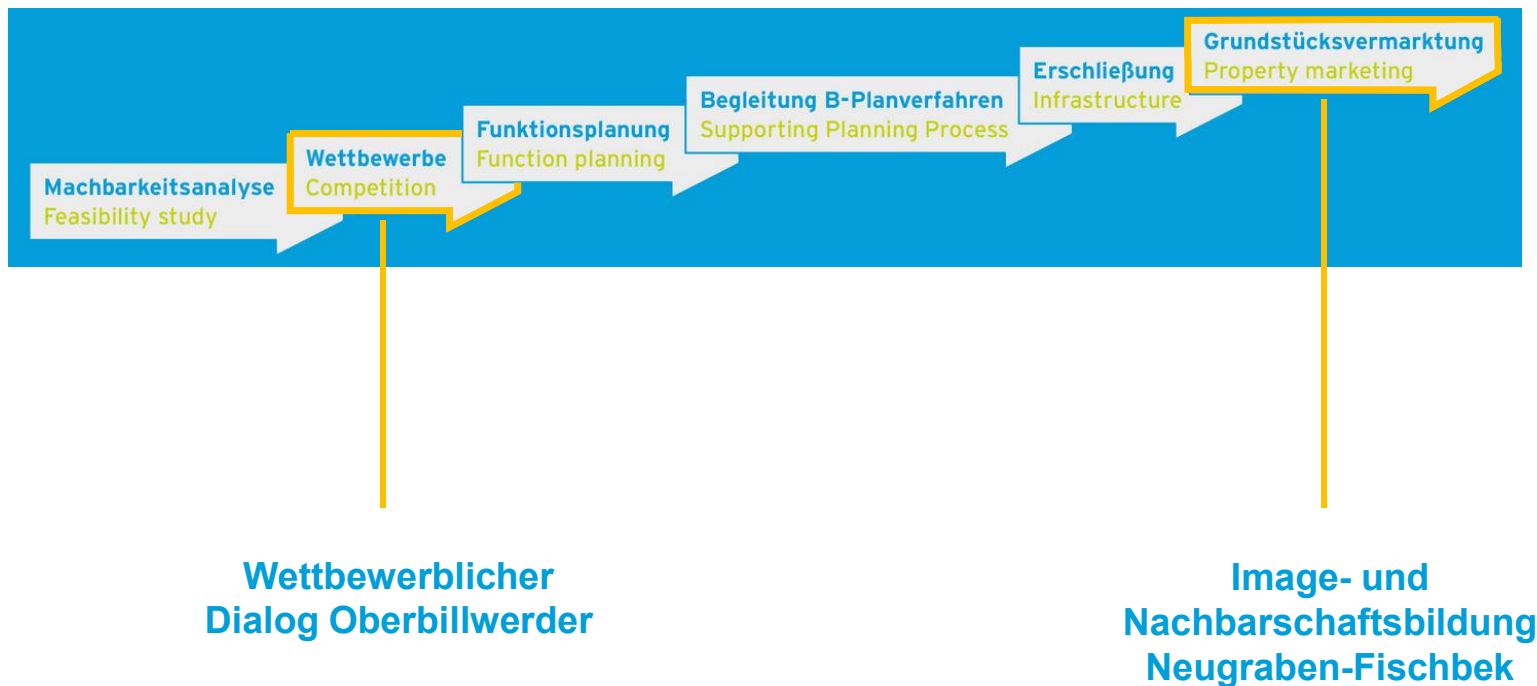 Machbarkeitsanalyse
Feasibility study
Wettbewerbe
Competition
Funktionsplanung
Function planning
Begleitung B-Planverfahren
Supporting Planning Process
Erschließung
Infrastructure
Grundstücksvermarktung
Property marketing
Wettbewerblicher
Dialog Oberbillwerder
Image- und
Nachbarschaftsbildung
Neugraben-Fischbek